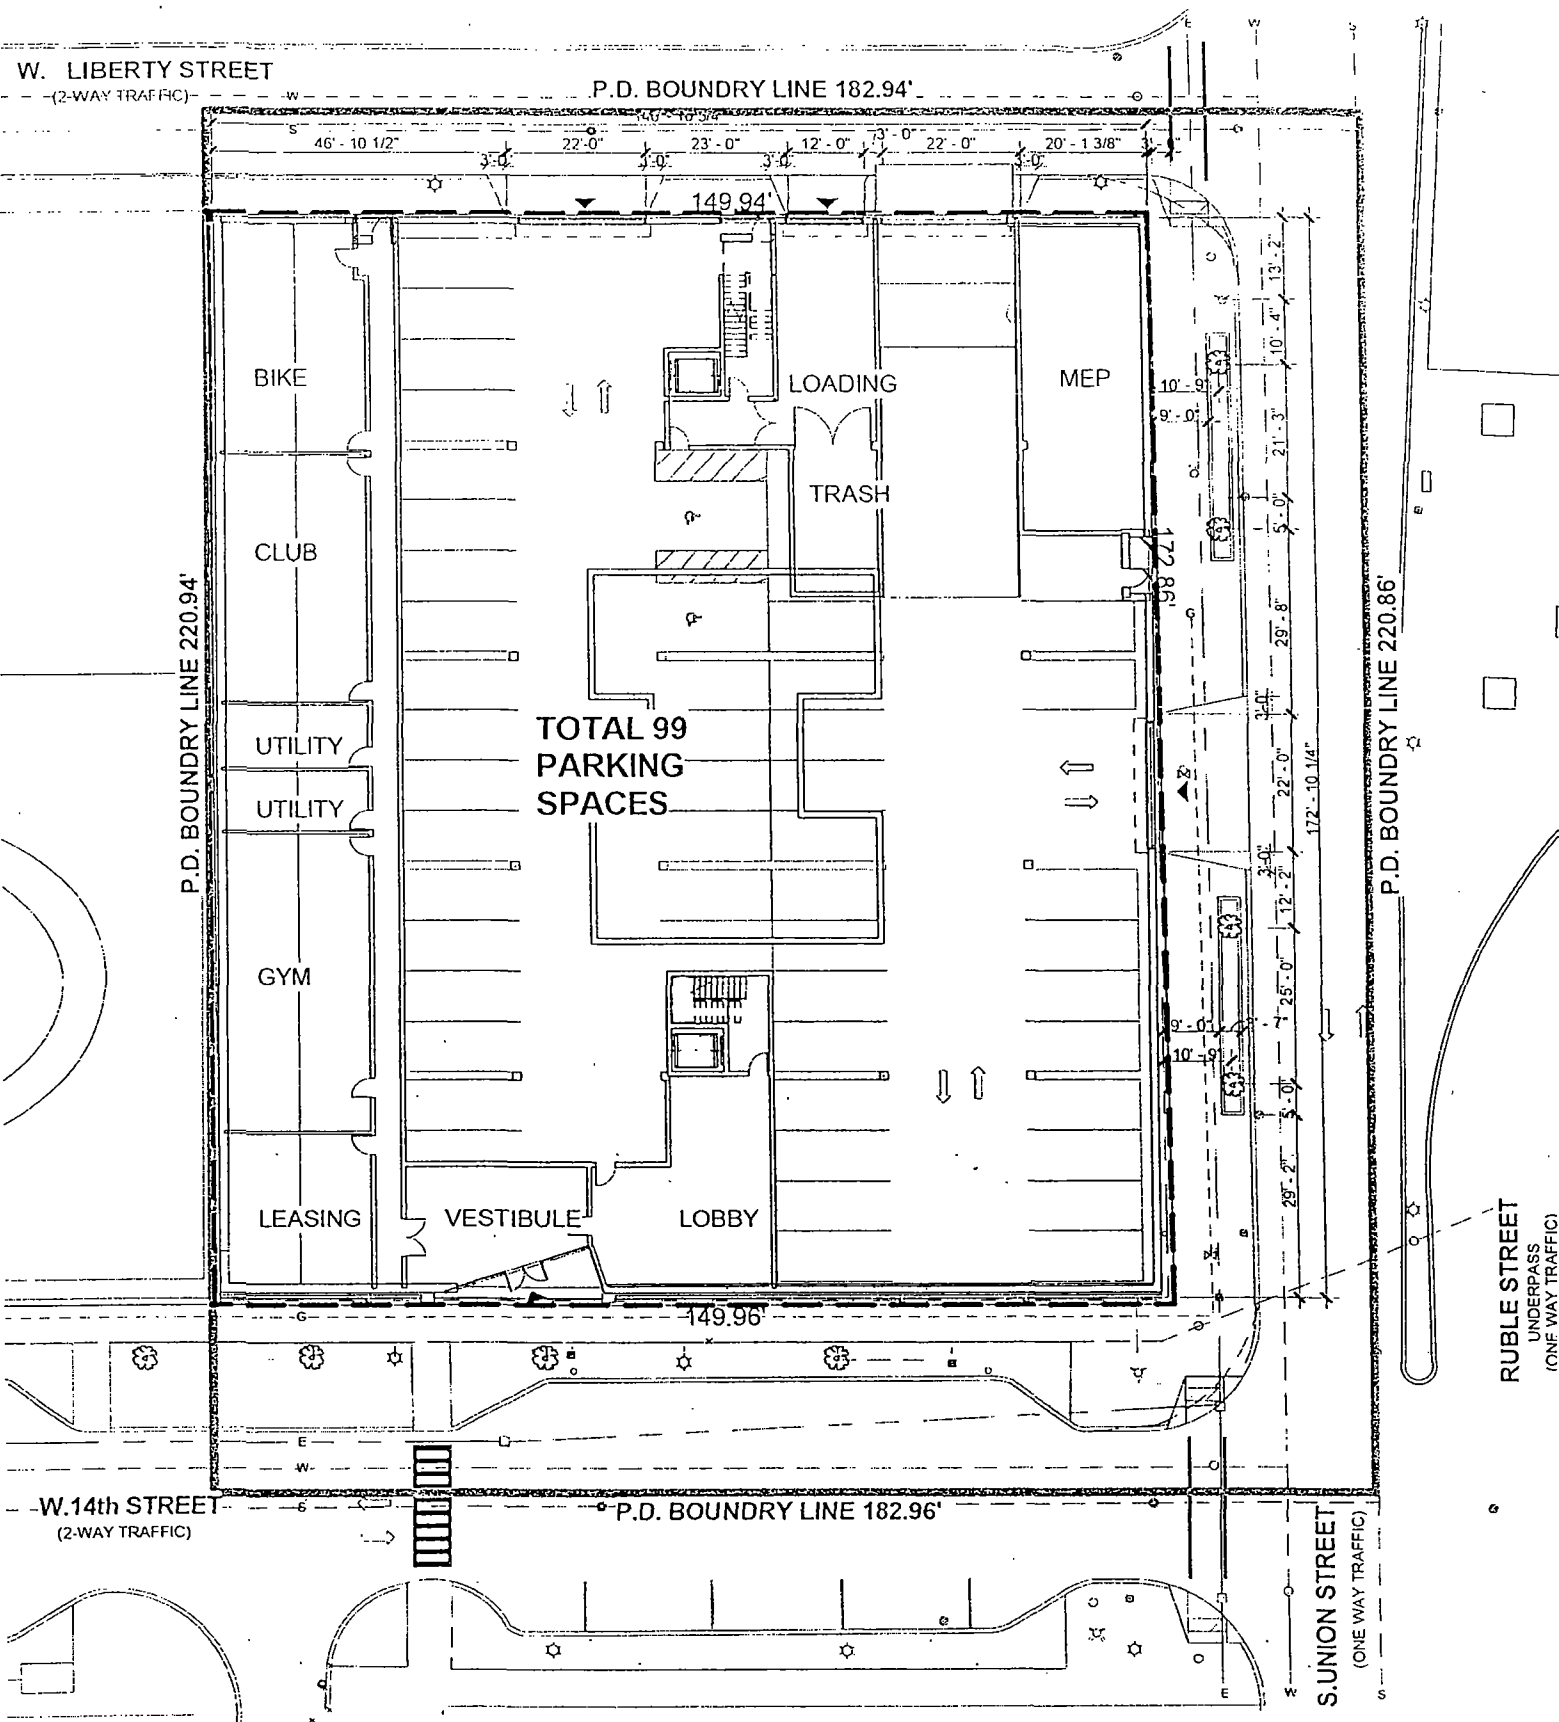 W. LIBERTY STREET
(2-WAY TRAFFIC)
W
P.D. BOUNDRY LINE 182.94'
E
W
S
S
46' - 10 1/2"
22'-0"
23' - 0"
12' - 0"
3' - 0"
22' - 0"
20' - 1 3/8"
3'-0"
3'-0"
3'-0"
3'-0"
149.94'
13' - 2"
10' - 4"
BIKE
LOADING
MEP
10' - 9"
9' - 0"
21' - 3"
TRASH
5' - 0"
CLUB
172.86'
P.D. BOUNDRY LINE 220.94'
P.D. BOUNDRY LINE 220.86'
G
29' - 8"
3'-0"
TOTAL 99
PARKING
SPACES
UTILITY
UTILITY
22' - 0"
172' - 10 1/4"
3'-0"
12' - 2"
GYM
25' - 0"
9' - 0"
10' - 9"
5' - 0"
29' - 2"
LEASING
VESTIBULE
LOBBY
RUBLE STREET
UNDERPASS
(ONE WAY TRAFFIC)
G
149.96'
E
W
W.14th STREET
(2-WAY TRAFFIC)
S
P.D. BOUNDRY LINE 182.96'
S.UNION STREET
(ONE WAY TRAFFIC)
E
W
S